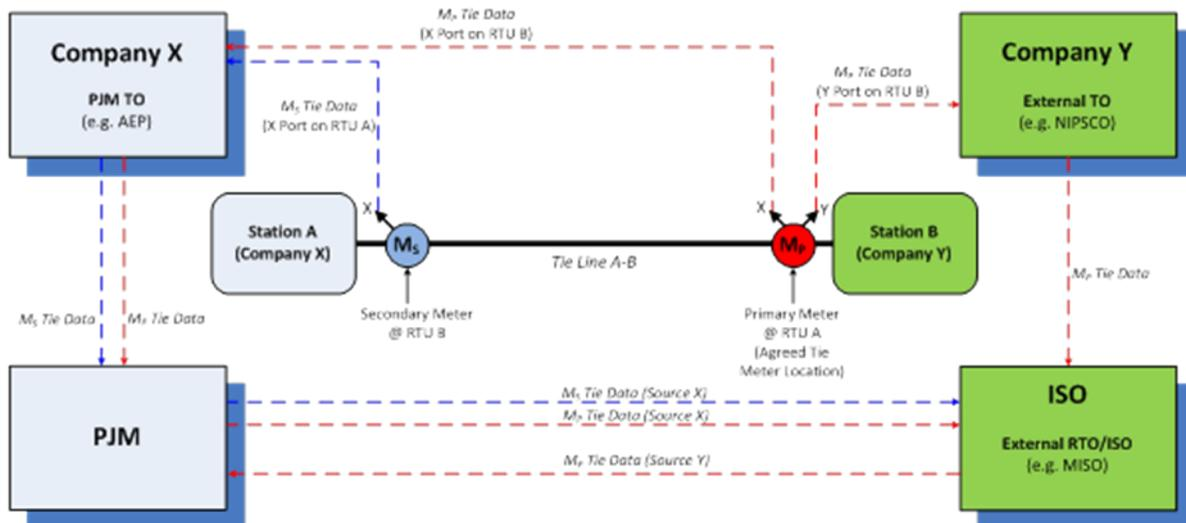 Company X
PJM TO
(e.g. AEP)
Mₚ Tie Data
(X Port on RTU B)
Mₚ Tie Data
(Y Port on RTU B)
Company Y
External TO
(e.g. NIPSCO)
Mₛ Tie Data
(X Port on RTU A)
X
X
Y
Station A
(Company X)
Mₛ
Tie Line A-B
Mₚ
Station B
(Company Y)
Secondary Meter
@ RTU B
Primary Meter
@ RTU A
(Agreed Tie
Meter Location)
Mₛ Tie Data
Mₚ Tie Data
Mₚ Tie Data
PJM
Mₛ Tie Data (Source X)
Mₚ Tie Data (Source X)
Mₚ Tie Data (Source Y)
ISO
External RTO/ISO
(e.g. MISO)